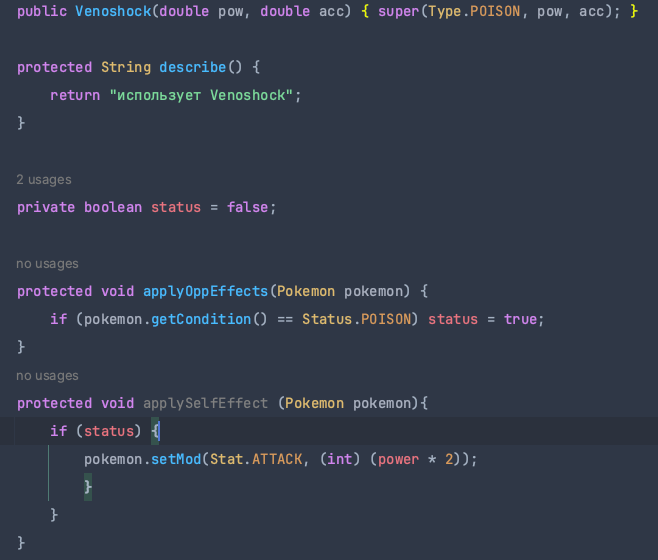 public Venoshock(double pow, double acc) { super(Type.POISON, pow, acc); }
protected String describe() {
return "использует Venoshock";
}
2 usages
private boolean status = false;
no usages
protected void applyOppEffects(Pokemon pokemon) {
if (pokemon.getCondition() == Status.POISON) status = true;
}
no usages
protected void applySelfEffect (Pokemon pokemon){
if (status) {
pokemon.setMod(Stat.ATTACK, (int) (power * 2));
}
}
}